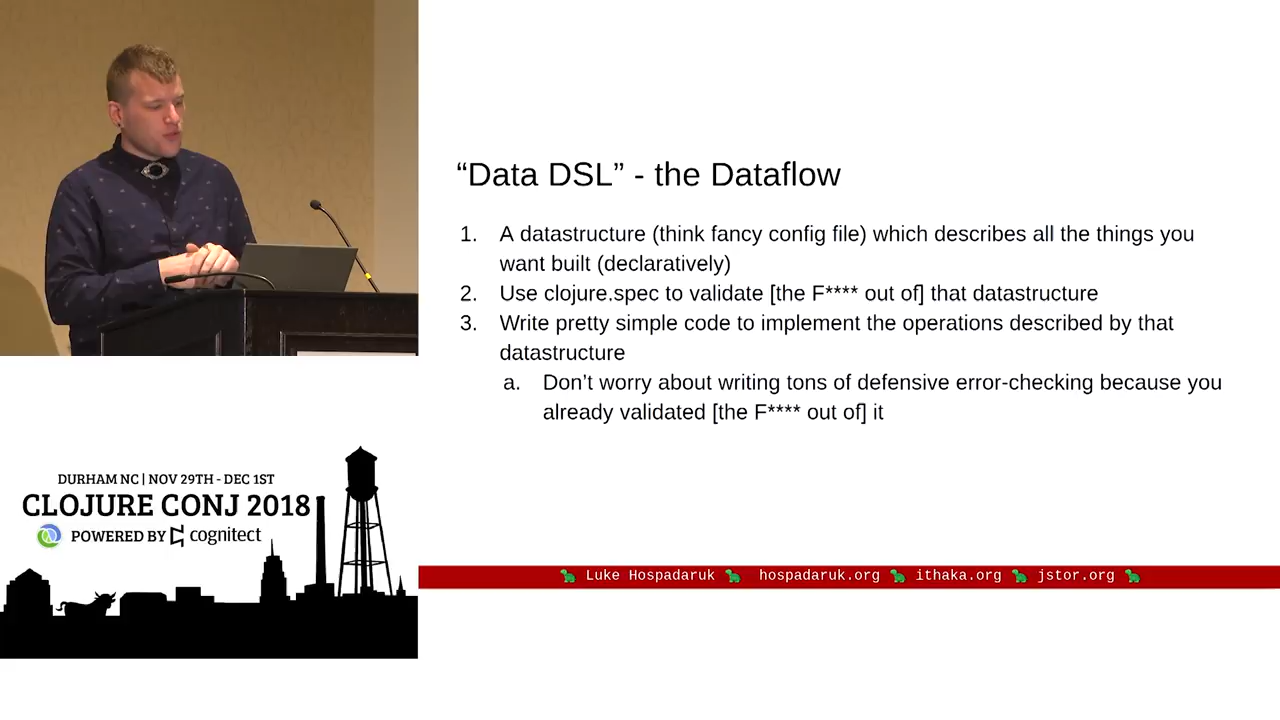 “Data DSL” - the Dataflow
1. A datastructure (think fancy config file) which describes all the things you
want built (declaratively)
2. Use clojure.spec to validate [the F**** out of] that datastructure
3. Write pretty simple code to implement the operations described by that
datastructure
a. Don’t worry about writing tons of defensive error-checking because you
already validated [the F**** out of] it
DURHAM NC | NOV 29TH - DEC 1ST
CLOJURE CONJ 2018
POWERED BY cognitect
Luke Hospadaruk hospadaruk.org ithaka.org jstor.org